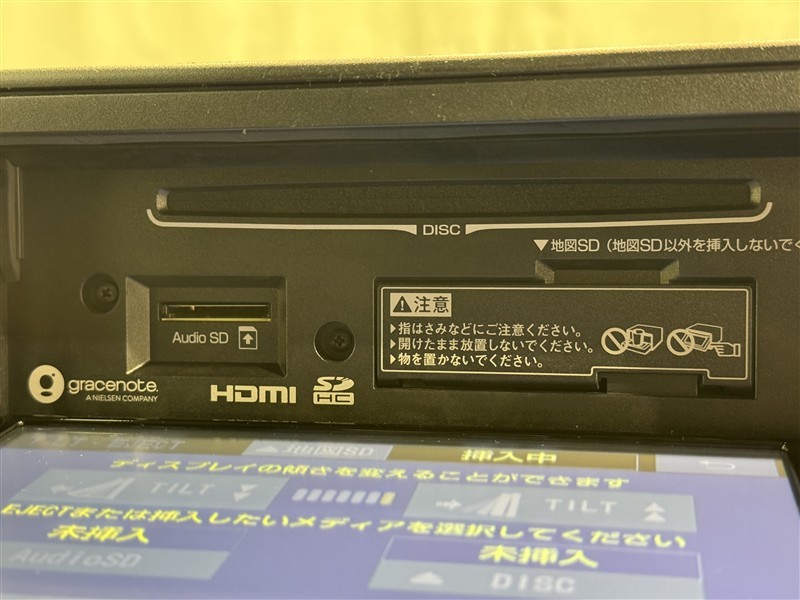 DISC
▼地図SD（地図SD以外を挿入しないでく
⚠注意
▶指はさみなどにご注意ください。
▶開けたまま放置しないでください。
▶物を置かないでください。
Audio SD
gracenote.
A NIELSEN COMPANY
HDMI
SD
HC
TILT・EJECT
▲地図SD
挿入中
ディスプレイの傾きを変えることができます
TILT
TILT
EJECTまたは挿入したいメディアを選択してください
未挿入
未挿入
AudioSD
DISC